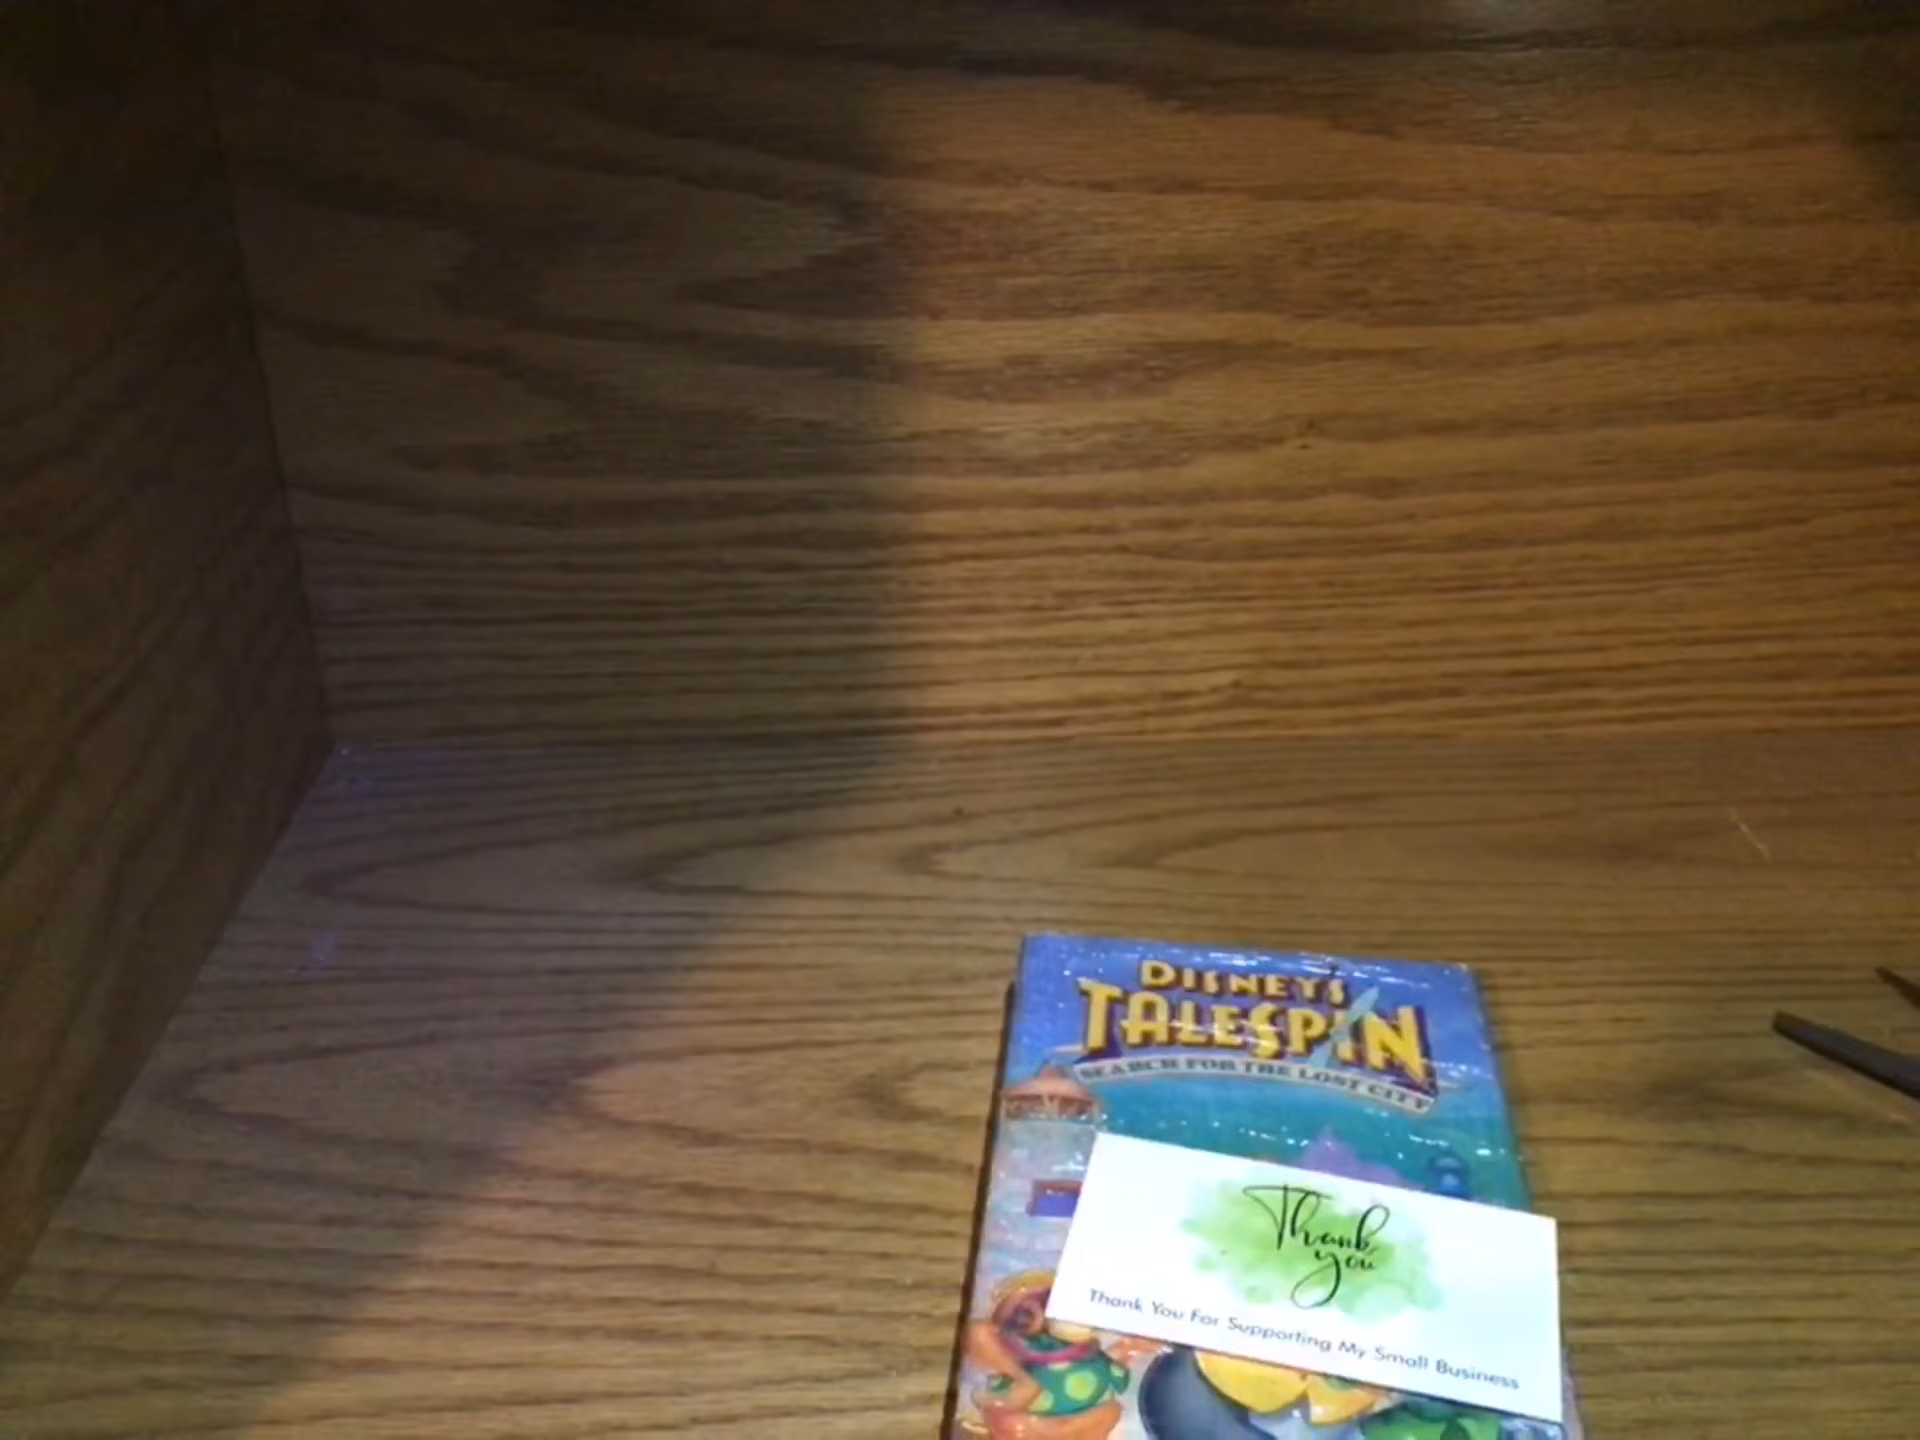 DISNEY'S
TALESPIN
SEARCH FOR THE LOST CITY
Thank
you
Thank You For Supporting My Small Business